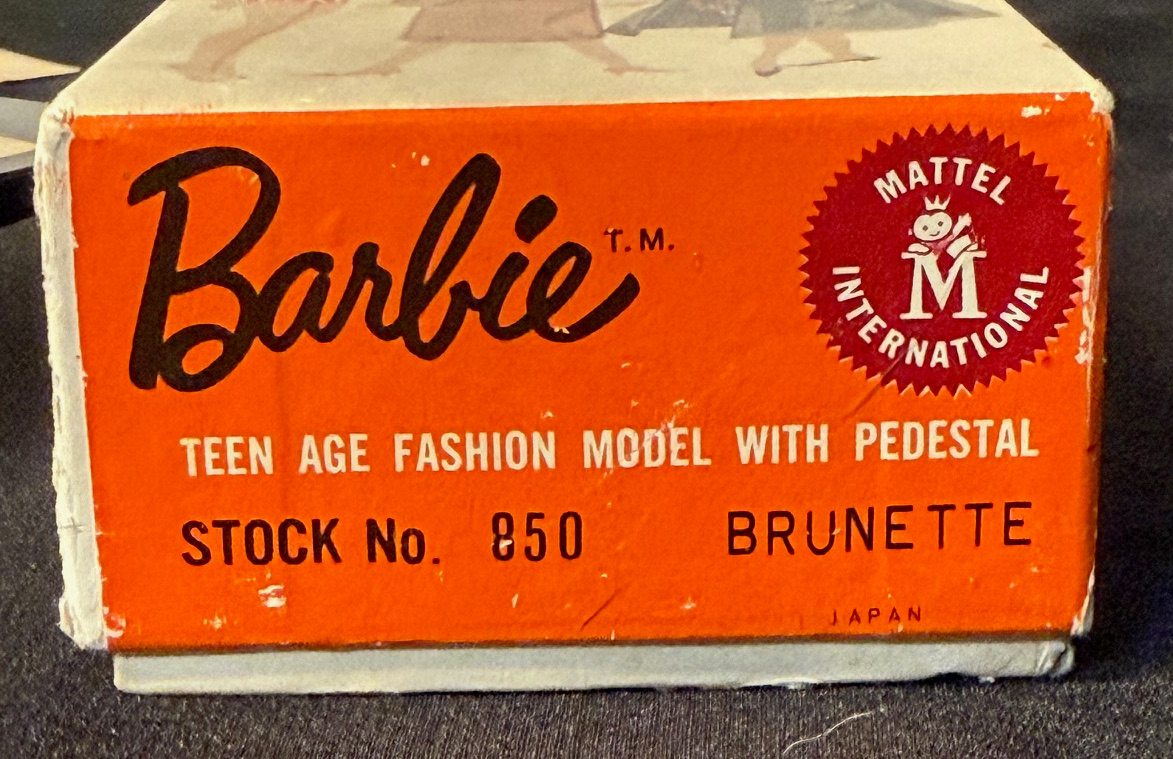 Barbie T.M.
MATTEL
M
INTERNATIONAL
TEEN AGE FASHION MODEL WITH PEDESTAL
STOCK No. 850 BRUNETTE
JAPAN